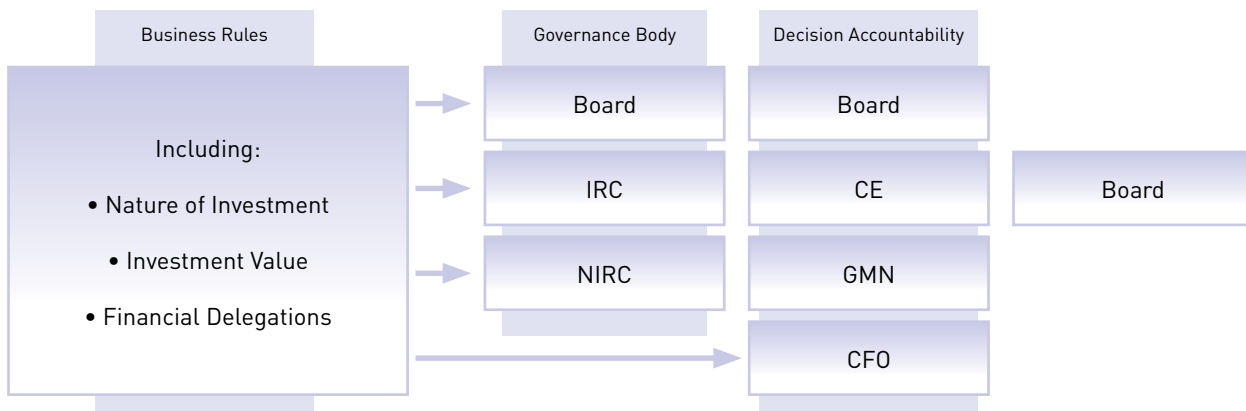 Business Rules
Governance Body
Decision Accountability
Including:
• Nature of Investment
• Investment Value
• Financial Delegations
Board
Board
IRC
CE
Board
NIRC
GMN
CFO